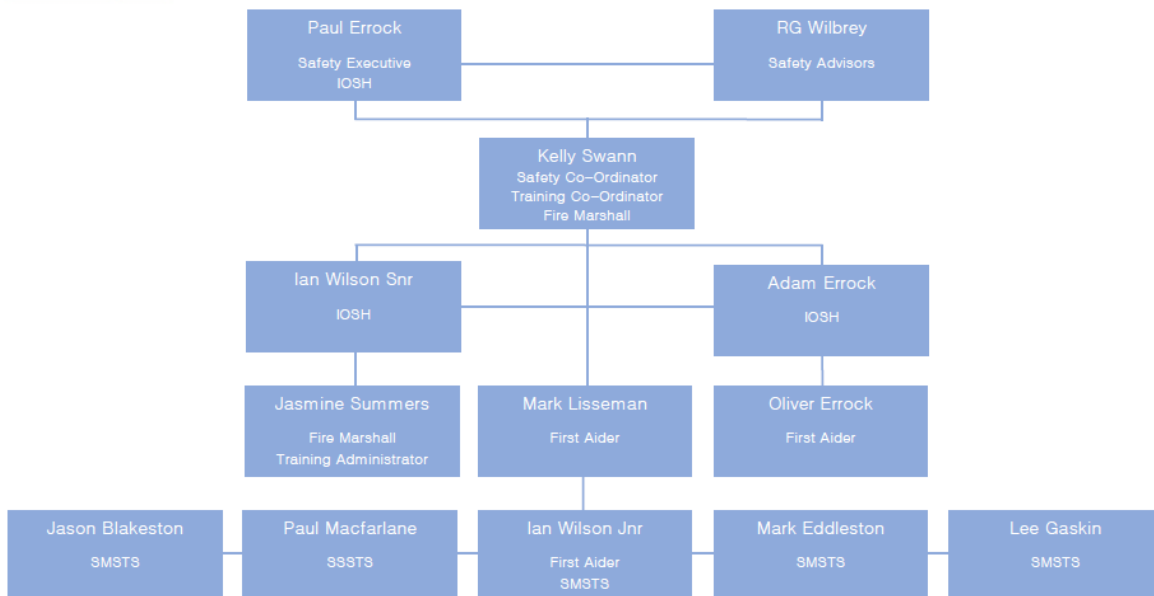 Paul Errock
Safety Executive
IOSH
RG Wilbrey
Safety Advisors
Kelly Swann
Safety Co-Ordinator
Training Co-Ordinator
Fire Marshall
Ian Wilson Snr
IOSH
Adam Errock
IOSH
Jasmine Summers
Fire Marshall
Training Administrator
Mark Lisseman
First Aider
Oliver Errock
First Aider
Jason Blakeston
SMSTS
Paul Macfarlane
SSSTS
Ian Wilson Jnr
First Aider
SMSTS
Mark Eddleston
SMSTS
Lee Gaskin
SMSTS